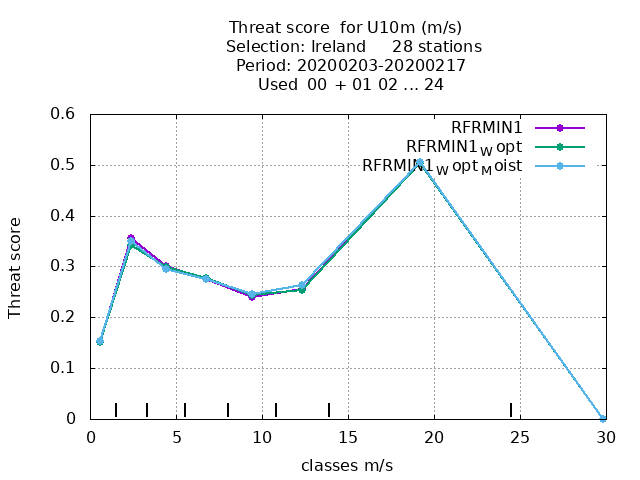 Threat score  for U10m (m/s)
Selection: Ireland     28 stations
Period: 20200203-20200217
Used  00  + 01 02 ... 24
RFRMIN1
RFRMIN1_W opt
RFRMIN1_W opt_M oist
Threat score
0.6
0.5
0.4
0.3
0.2
0.1
0
0 5 10 15 20 25 30
classes m/s